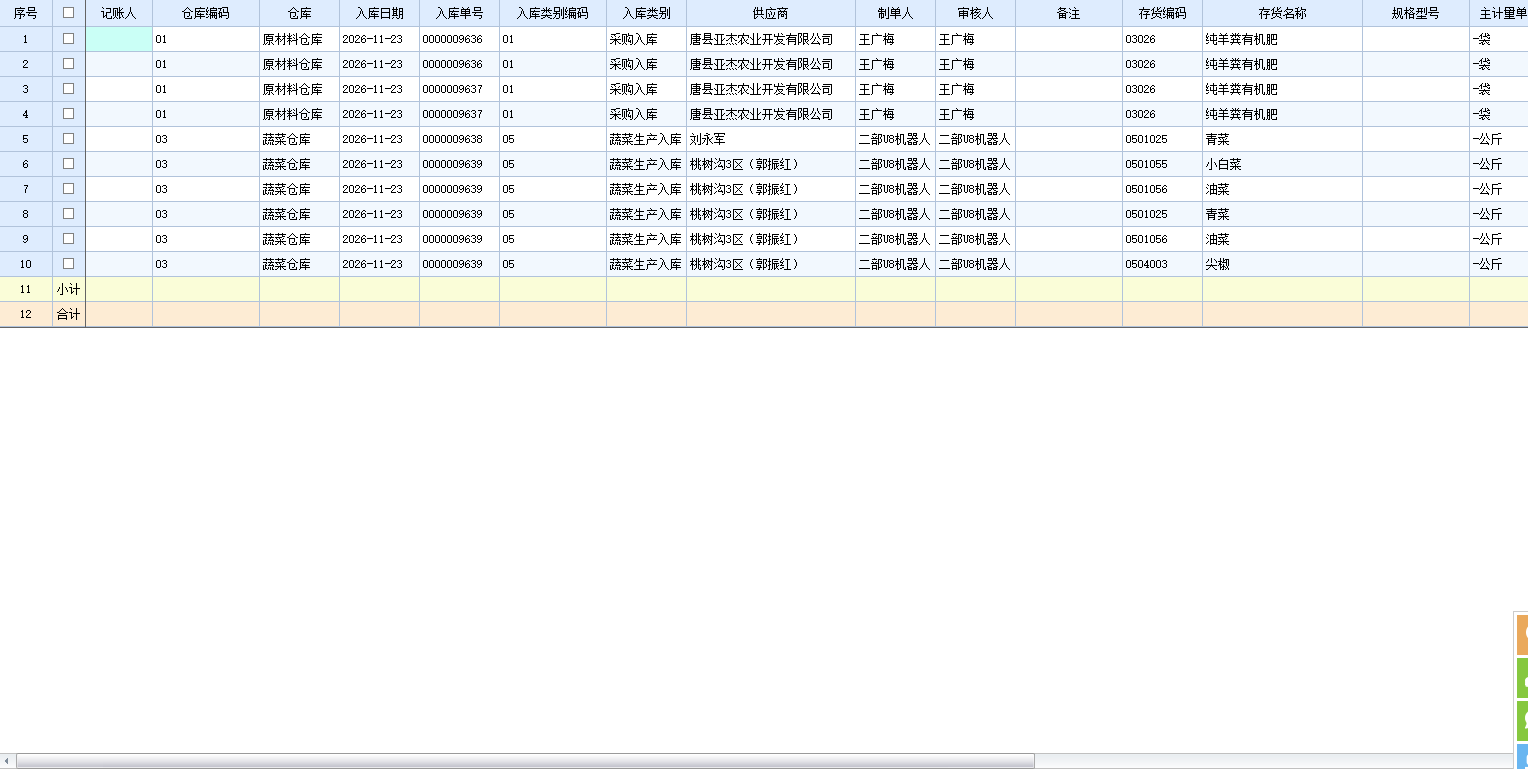 序号 记账人 仓库编码 仓库 入库日期 入库单号 入库类别编码 入库类别 供应商 制单人 审核人 备注 存货编码 存货名称 规格型号 主计量单
1 01 原材料仓库 2026-11-23 0000009636 01 采购入库 唐县亚杰农业开发有限公司 王广梅 王广梅 03026 纯羊粪有机肥 -袋
2 01 原材料仓库 2026-11-23 0000009636 01 采购入库 唐县亚杰农业开发有限公司 王广梅 王广梅 03026 纯羊粪有机肥 -袋
3 01 原材料仓库 2026-11-23 0000009637 01 采购入库 唐县亚杰农业开发有限公司 王广梅 王广梅 03026 纯羊粪有机肥 -袋
4 01 原材料仓库 2026-11-23 0000009637 01 采购入库 唐县亚杰农业开发有限公司 王广梅 王广梅 03026 纯羊粪有机肥 -袋
5 03 蔬菜仓库 2026-11-23 0000009638 05 蔬菜生产入库 刘永军 二部U8机器人 二部U8机器人 0501025 青菜 -公斤
6 03 蔬菜仓库 2026-11-23 0000009639 05 蔬菜生产入库 桃树沟3区（郭振红） 二部U8机器人 二部U8机器人 0501055 小白菜 -公斤
7 03 蔬菜仓库 2026-11-23 0000009639 05 蔬菜生产入库 桃树沟3区（郭振红） 二部U8机器人 二部U8机器人 0501056 油菜 -公斤
8 03 蔬菜仓库 2026-11-23 0000009639 05 蔬菜生产入库 桃树沟3区（郭振红） 二部U8机器人 二部U8机器人 0501025 青菜 -公斤
9 03 蔬菜仓库 2026-11-23 0000009639 05 蔬菜生产入库 桃树沟3区（郭振红） 二部U8机器人 二部U8机器人 0501056 油菜 -公斤
10 03 蔬菜仓库 2026-11-23 0000009639 05 蔬菜生产入库 桃树沟3区（郭振红） 二部U8机器人 二部U8机器人 0504003 尖椒 -公斤
11 小计
12 合计